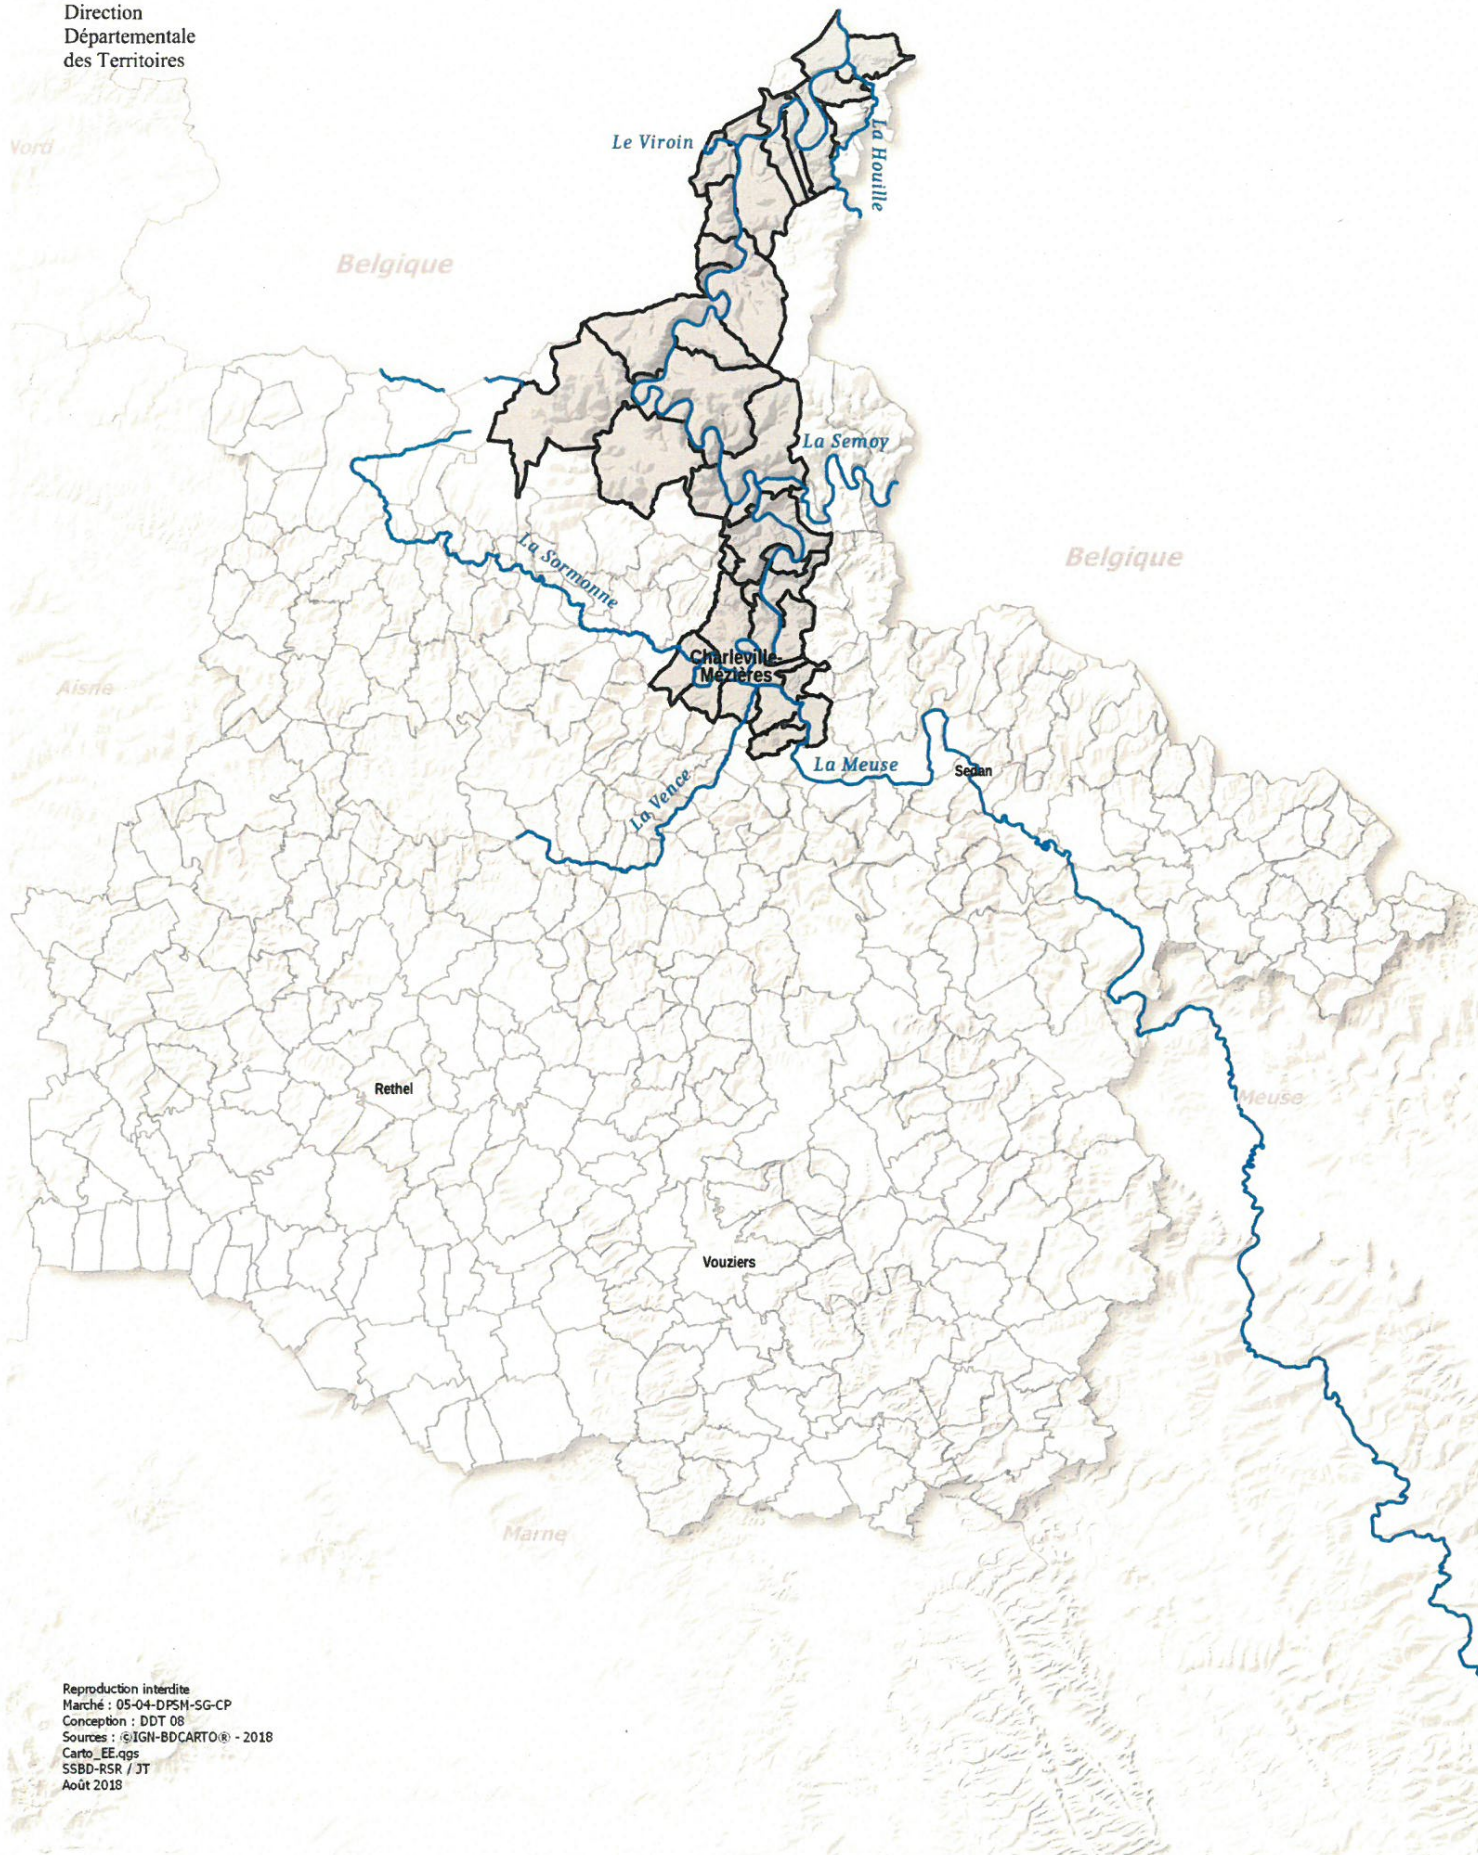 Direction
Départementale
des Territoires
Nord
Le Viroin
La Houille
Belgique
La Semoy
La Sormonne
Belgique
Aisne
Charleville-
Mézières
La Meuse
Sedan
La Vence
Rethel
Meuse
Vouziers
Marne
Reproduction interdite
Marché : 05-04-DPSM-SG-CP
Conception : DDT 08
Sources : ©IGN-BDCARTO® - 2018
Carto_EE.qgs
SSBD-RSR / JT
Août 2018